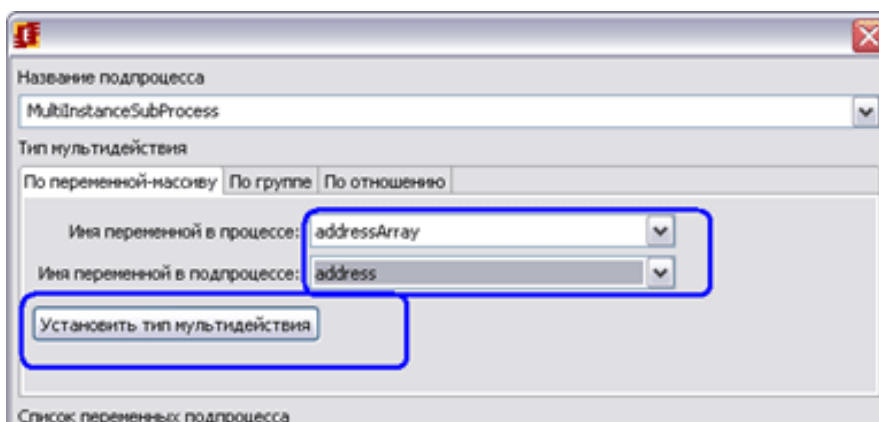 Название подпроцесса
MultiInstanceSubProcess
Тип мультидействия
По переменной-массиву По группе По отношению
Имя переменной в процессе: addressArray
Имя переменной в подпроцессе: address
Установить тип мультидействия
Список переменных подпроцесса